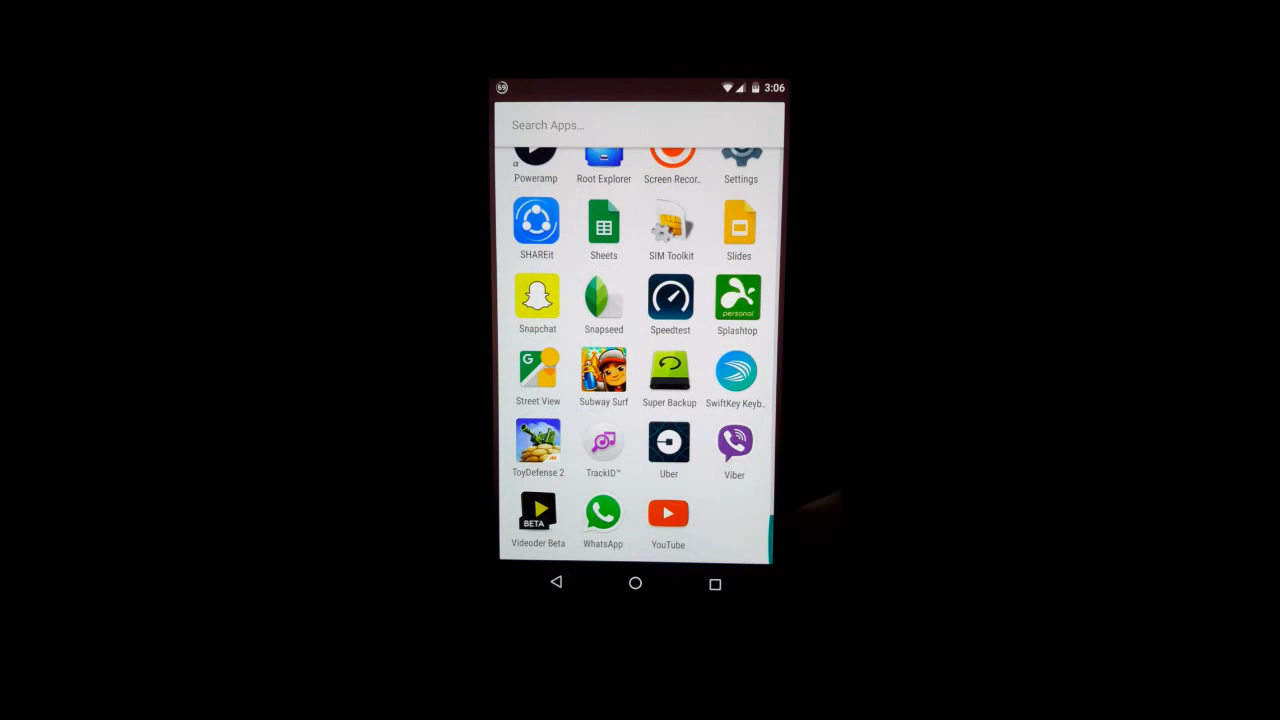 69 3:06
Search Apps...
α
Poweramp Root Explorer Screen Recor.. Settings
SHAREit Sheets SIM Toolkit Slides
personal
Snapchat Snapseed Speedtest Splashtop
G
Street View Subway Surf Super Backup SwiftKey Keyb..
ToyDefense 2 TrackID™ Uber Viber
BETA
Videoder Beta WhatsApp YouTube